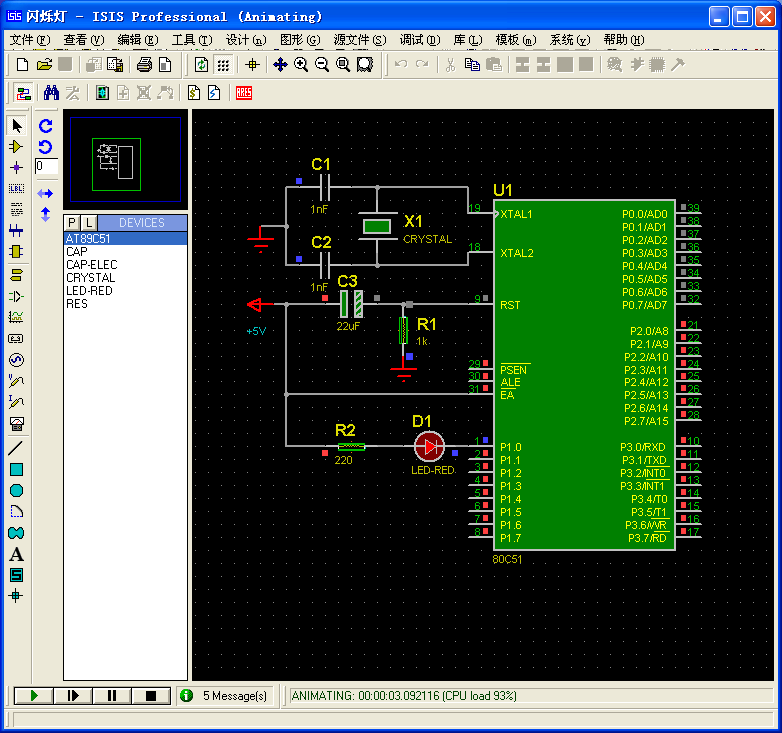 闪烁灯 - ISIS Professional (Animating)
文件(F) 查看(V) 编辑(E) 工具(T) 设计(n) 图形(G) 源文件(S) 调试(D) 库(L) 模板(m) 系统(y) 帮助(H)
ARES
0
LBL
P L DEVICES
AT89C51
CAP
CAP-ELEC
CRYSTAL
LED-RED
RES
A
S
C1
1nF
C2
1nF
X1
CRYSTAL
C3
22uF
+5V
R1
1k
R2
220
D1
LED-RED
U1
19 XTAL1
18 XTAL2
9 RST
29 PSEN
30 ALE
31 EA
1 P1.0
2 P1.1
3 P1.2
4 P1.3
5 P1.4
6 P1.5
7 P1.6
8 P1.7
P0.0/AD0 39
P0.1/AD1 38
P0.2/AD2 37
P0.3/AD3 36
P0.4/AD4 35
P0.5/AD5 34
P0.6/AD6 33
P0.7/AD7 32
P2.0/A8 21
P2.1/A9 22
P2.2/A10 23
P2.3/A11 24
P2.4/A12 25
P2.5/A13 26
P2.6/A14 27
P2.7/A15 28
P3.0/RXD 10
P3.1/TXD 11
P3.2/INT0 12
P3.3/INT1 13
P3.4/T0 14
P3.5/T1 15
P3.6/WR 16
P3.7/RD 17
80C51
5 Message(s)
ANIMATING: 00:00:03.092116 (CPU load 93%)